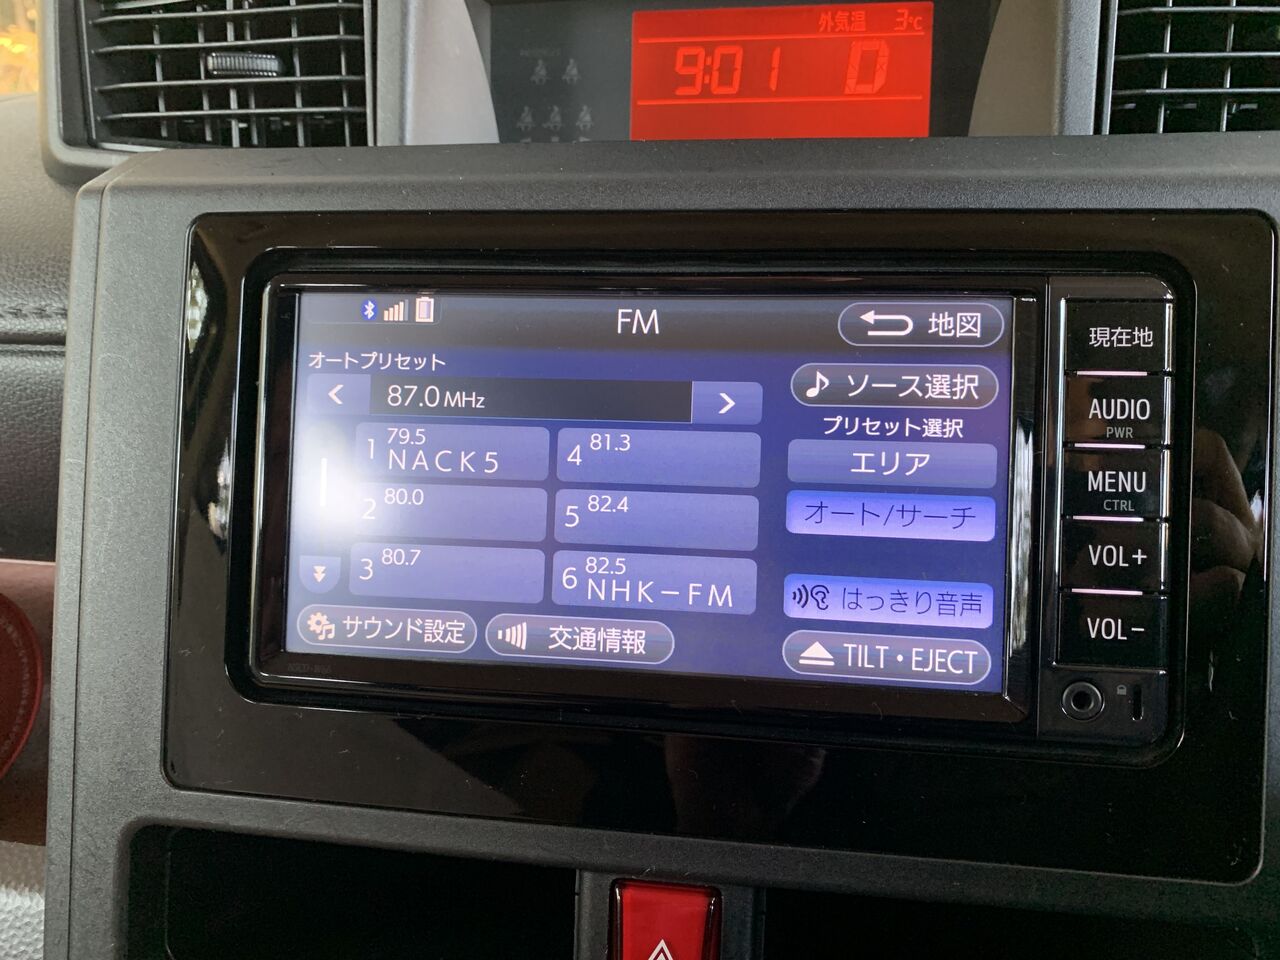 外気温 3℃
9:01 D
FM
地図
オートプリセット
87.0 MHz
ソース選択
プリセット選択
エリア
オート/サーチ
はっきり音声
1 79.5 NACK5
2 80.0
3 80.7
4 81.3
5 82.4
6 82.5 NHK-FM
サウンド設定
交通情報
TILT・EJECT
現在地
AUDIO
PWR
MENU
CTRL
VOL+
VOL-